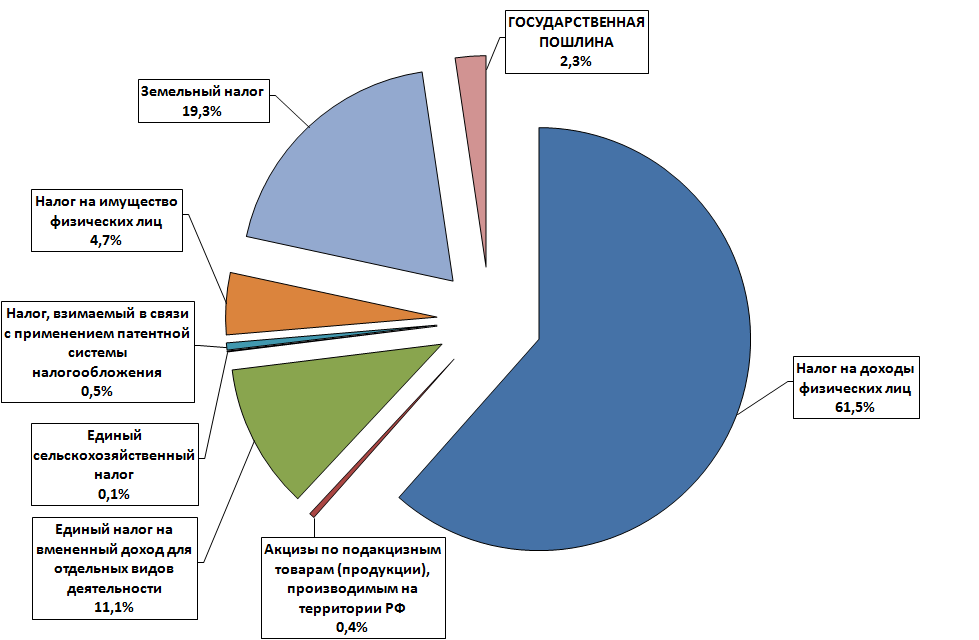 ГОСУДАРСТВЕННАЯ
ПОШЛИНА
2,3%
Земельный налог
19,3%
Налог на имущество
физических лиц
4,7%
Налог, взимаемый в связи
с применением патентной
системы
налогообложения
0,5%
Единый
сельскохозяйственный
налог
0,1%
Единый налог на
вмененный доход для
отдельных видов
деятельности
11,1%
Акцизы по подакцизным
товарам (продукции),
производимым на
территории РФ
0,4%
Налог на доходы
физических лиц
61,5%